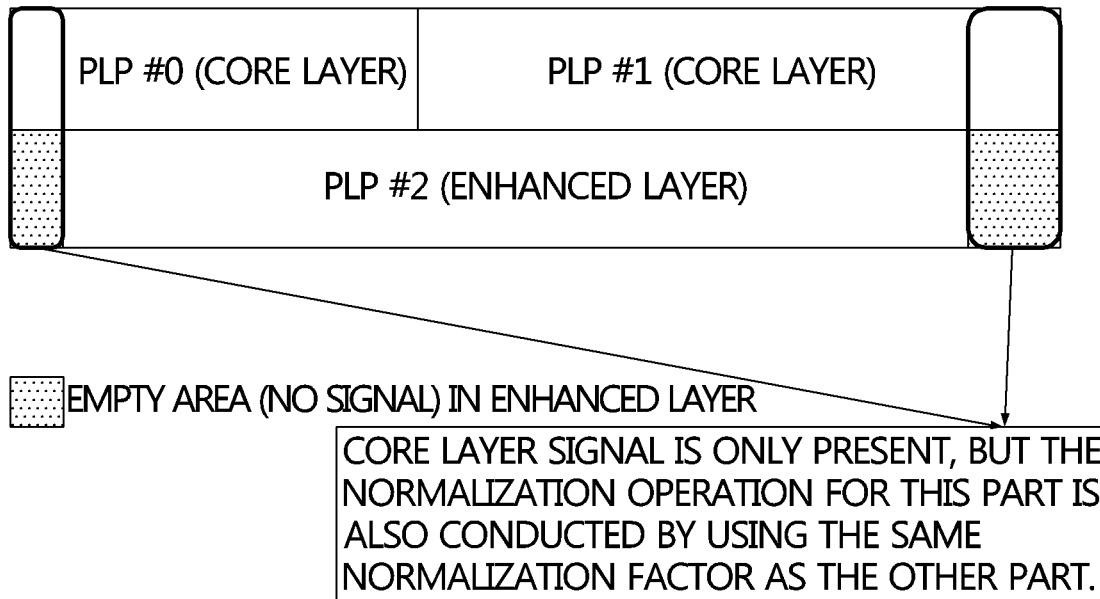 PLP #0 (CORE LAYER)
PLP #1 (CORE LAYER)
PLP #2 (ENHANCED LAYER)
EMPTY AREA (NO SIGNAL) IN ENHANCED LAYER
CORE LAYER SIGNAL IS ONLY PRESENT, BUT THE
NORMALIZATION OPERATION FOR THIS PART IS
ALSO CONDUCTED BY USING THE SAME
NORMALIZATION FACTOR AS THE OTHER PART.